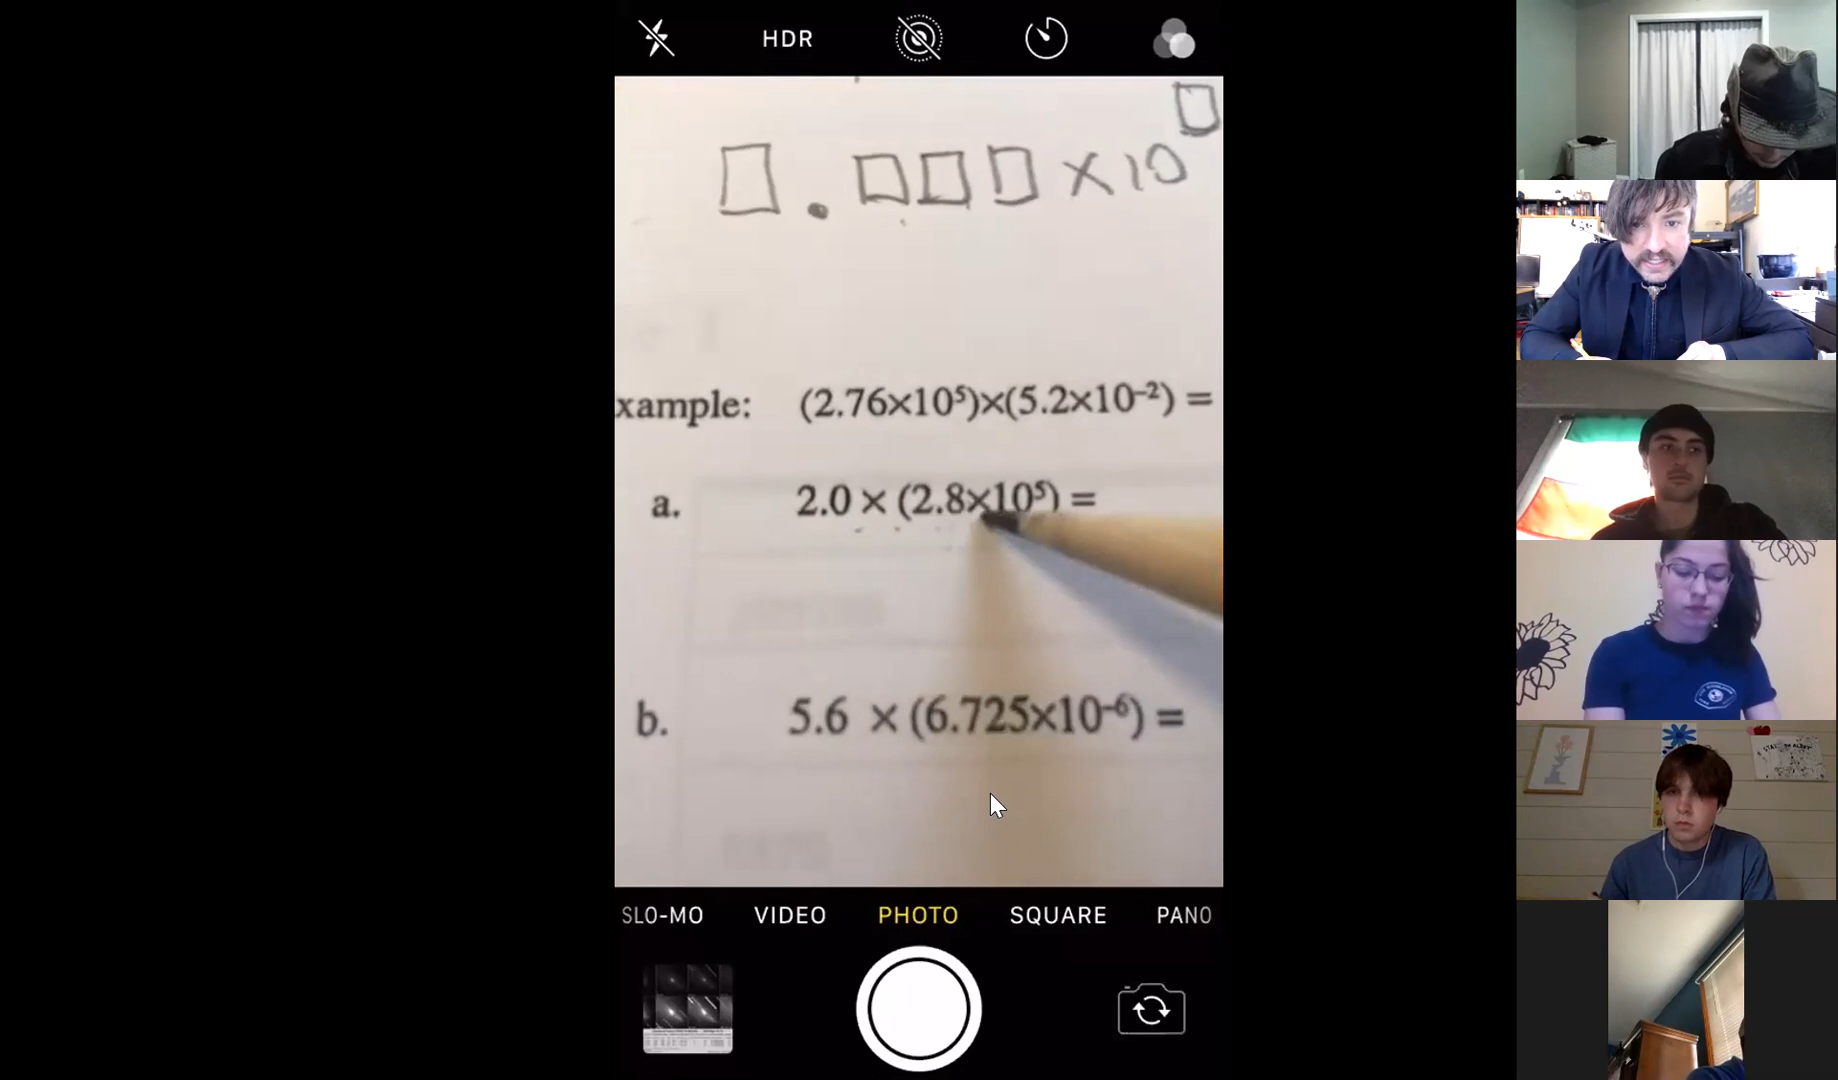 HDR
□
□.□□□×10
xample: (2.76×10⁵)×(5.2×10⁻²) =
a. 2.0 × (2.8×10⁵) =
b. 5.6 × (6.725×10⁻⁶) =
SLO-MO VIDEO PHOTO SQUARE PANO